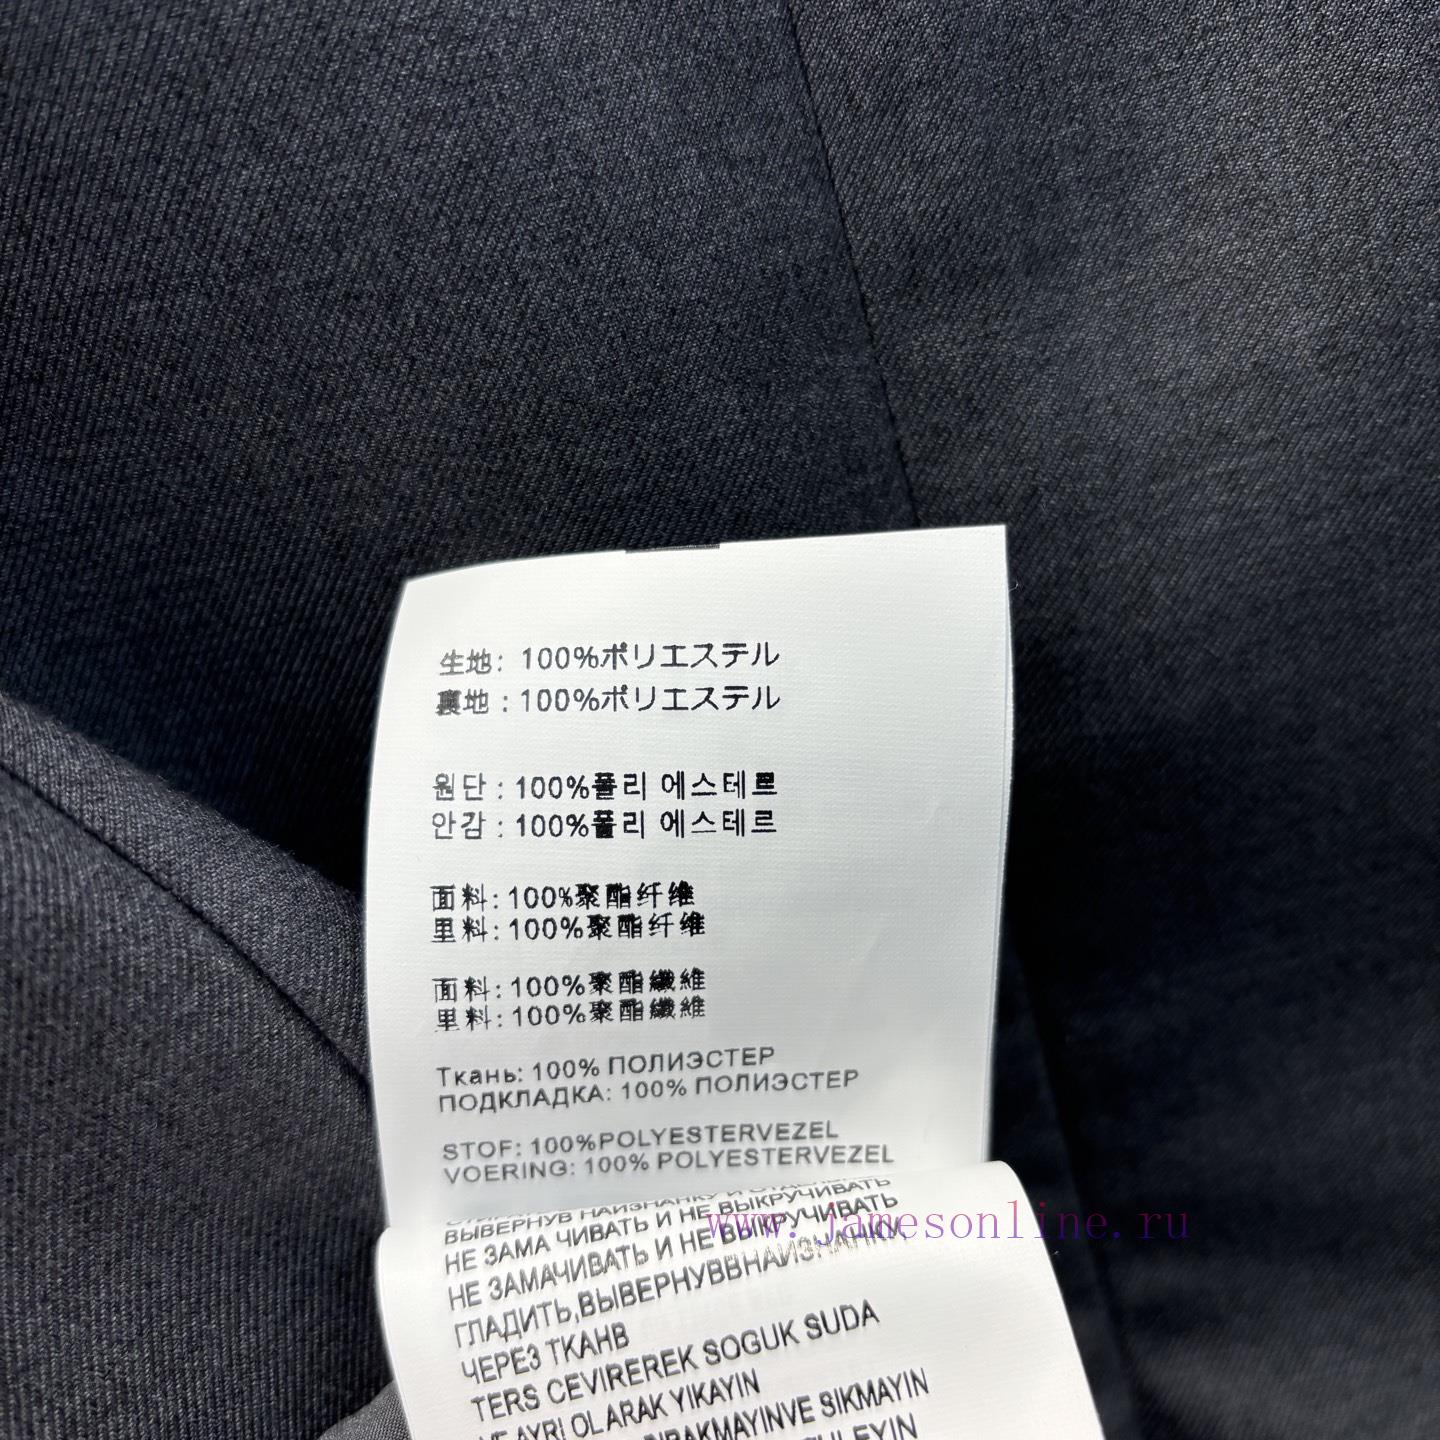 生地: 100%ポリエステル
裏地 : 100%ポリエステル
원단 : 100%폴리 에스테르
안감 : 100%폴리 에스테르
面料: 100%聚酯纤维
里料: 100%聚酯纤维
面料: 100%聚酯纖維
里料: 100%聚酯纖維
Ткань: 100% ПОЛИЭСТЕР
ПОДКЛАДКА: 100% ПОЛИЭСТЕР
STOF: 100%POLYESTERVEZEL
VOERING: 100% POLYESTERVEZEL
ВЫВЕРНУВ НАИЗНАНКУ И
НЕ ЗАМА ЧИВАТЬ И НЕ ВЫКРУЧИВАТЬ
НЕ ЗАМАЧИВАТЬ И НЕ ВЫКРУЧИВАТЬ
ГЛАДИТЬ,ВЫВЕРНУВВНАИЗНАНКУ,
ЧЕРЕЗ ТКАНВ
TERS CEVIREREK SOGUK SUDA
AYRI OLARAK YIKAYIN
SIKMAYIN
www.jamesonline.ru